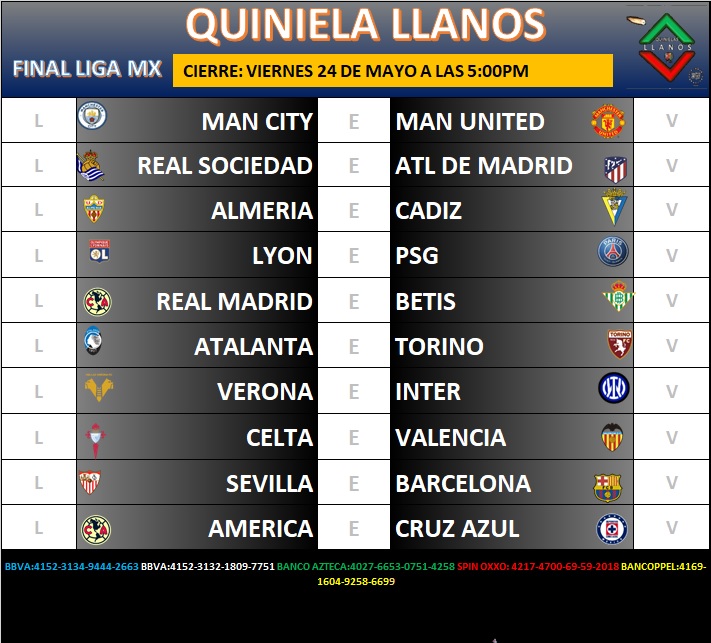 QUINIELA LLANOS
QUINIELAS
LLANOS
FINAL LIGA MX
CIERRE: VIERNES 24 DE MAYO A LAS 5:00PM
L MAN CITY E MAN UNITED V
L REAL SOCIEDAD E ATL DE MADRID V
L ALMERIA E CADIZ V
L LYON E PSG V
L REAL MADRID E BETIS V
L ATALANTA E TORINO V
L VERONA E INTER V
L CELTA E VALENCIA V
L SEVILLA E BARCELONA V
L AMERICA E CRUZ AZUL V
BBVA:4152-3134-9444-2663 BBVA:4152-3132-1809-7751 BANCO AZTECA:4027-6653-0751-4258 SPIN OXXO: 4217-4700-69-59-2018 BANCOPPEL:4169-
1604-9258-6699